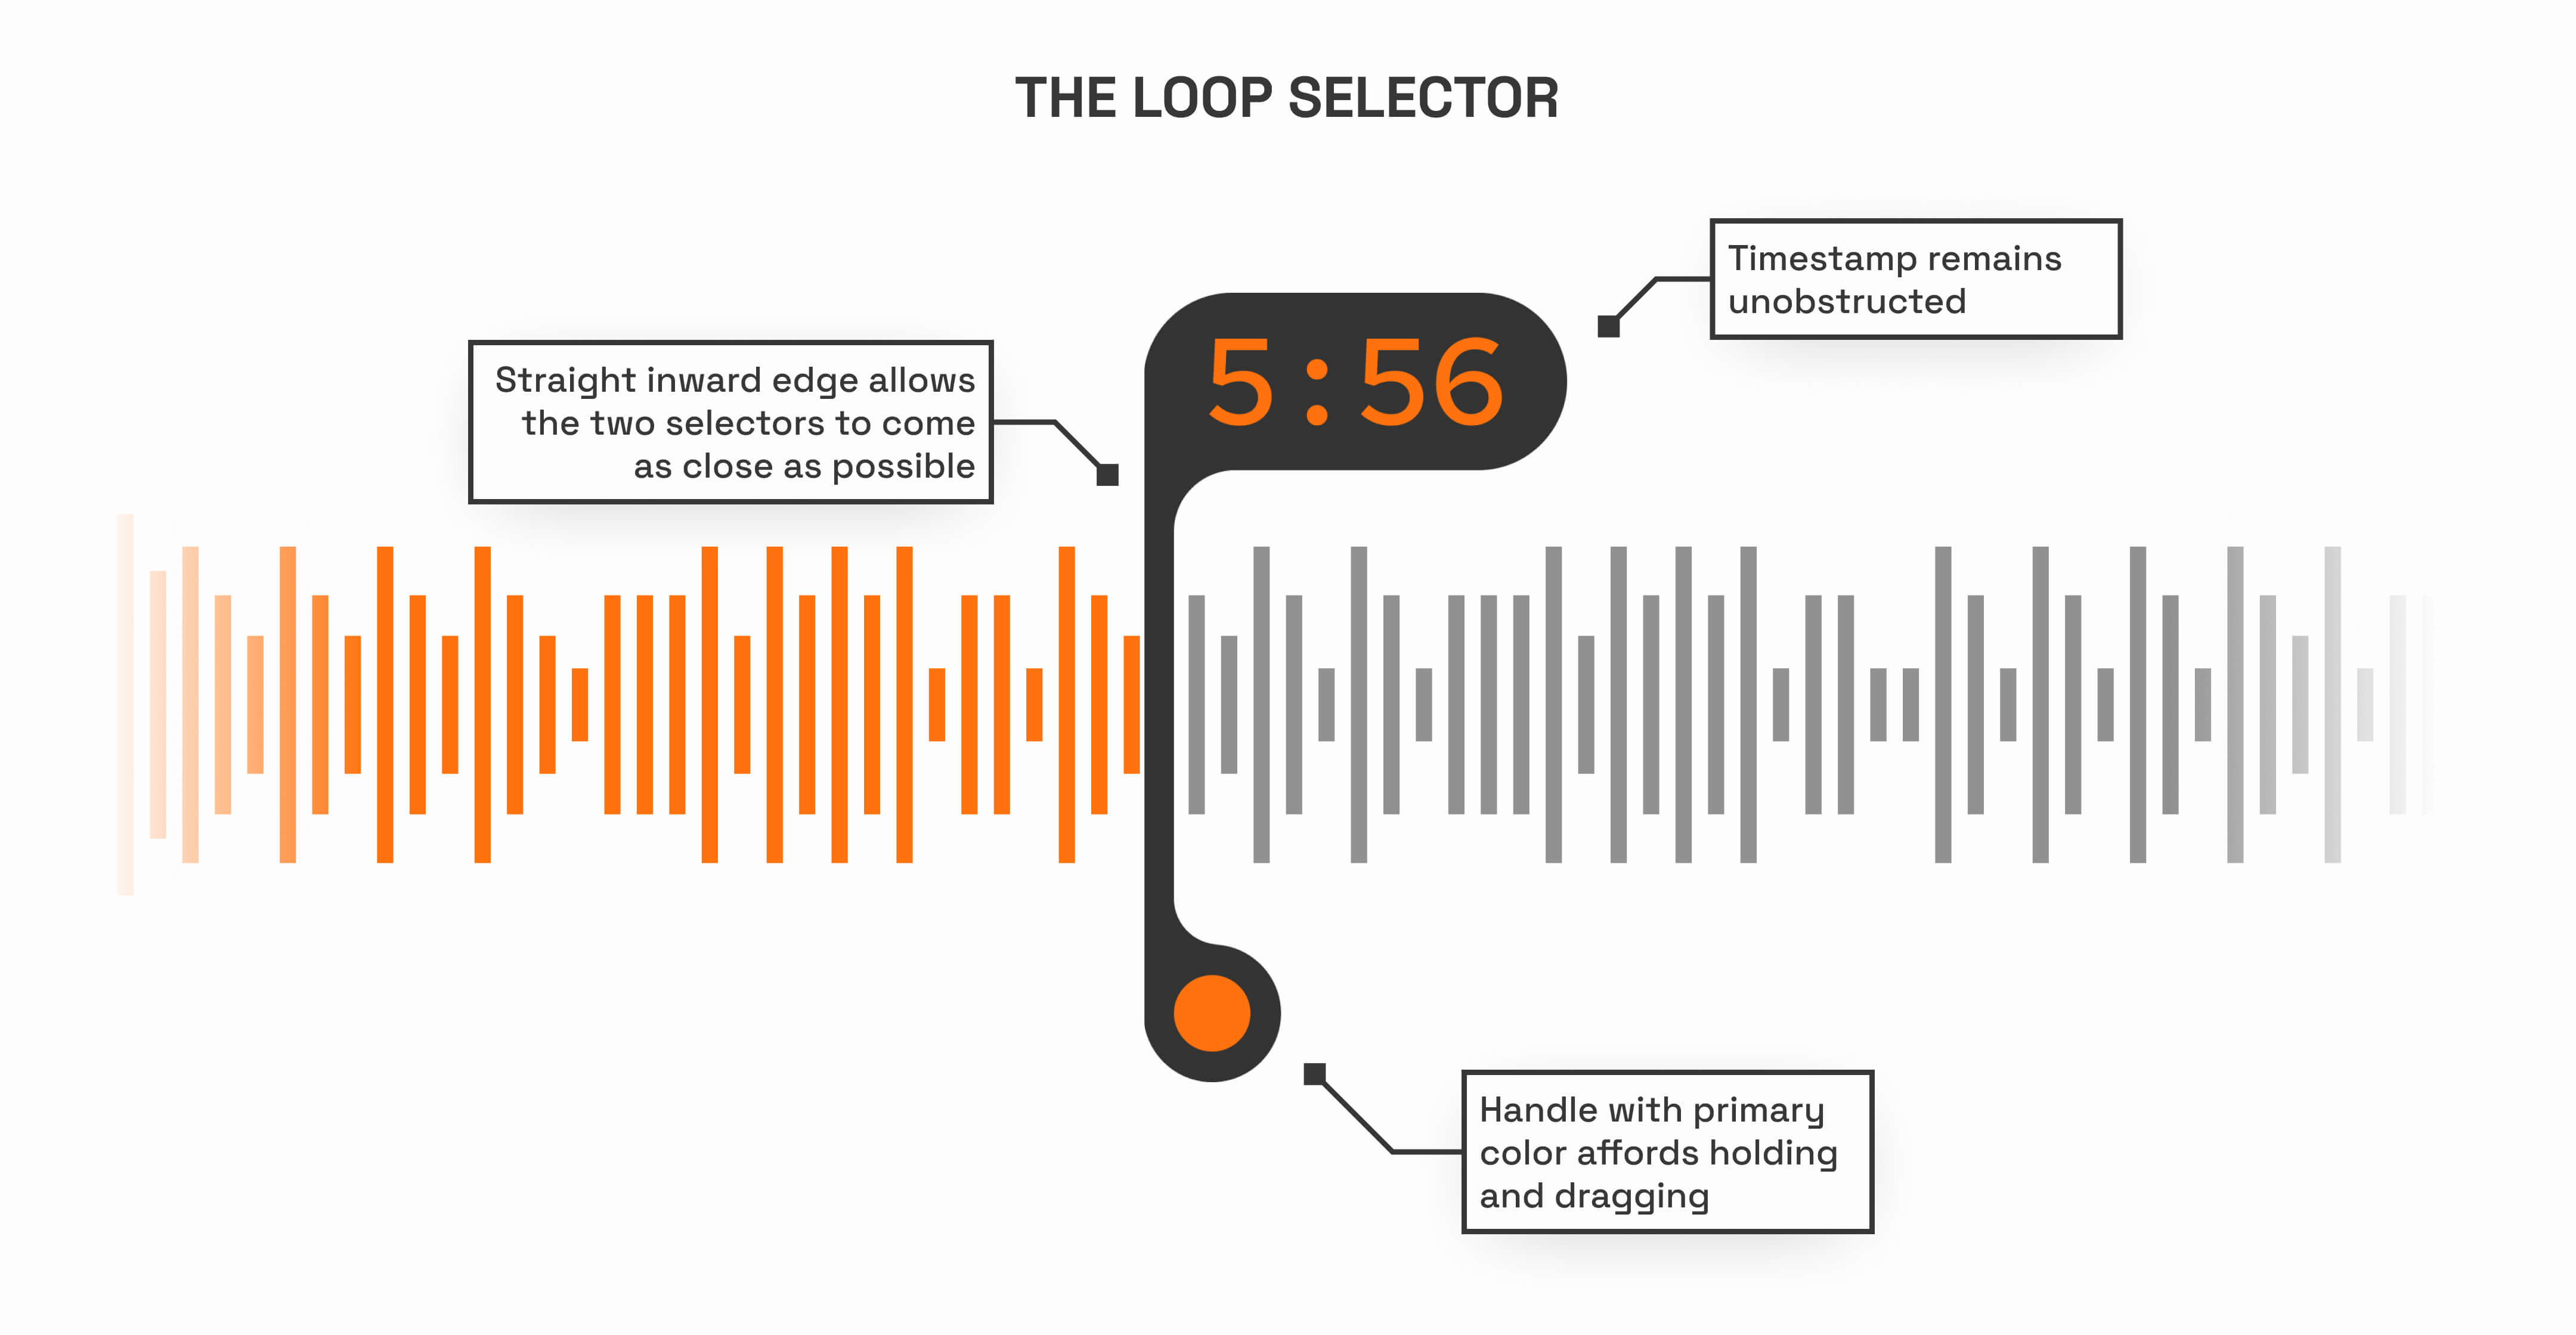 THE LOOP SELECTOR
Timestamp remains
unobstructed
Straight inward edge allows
the two selectors to come
as close as possible
5:56
Handle with primary
color affords holding
and dragging